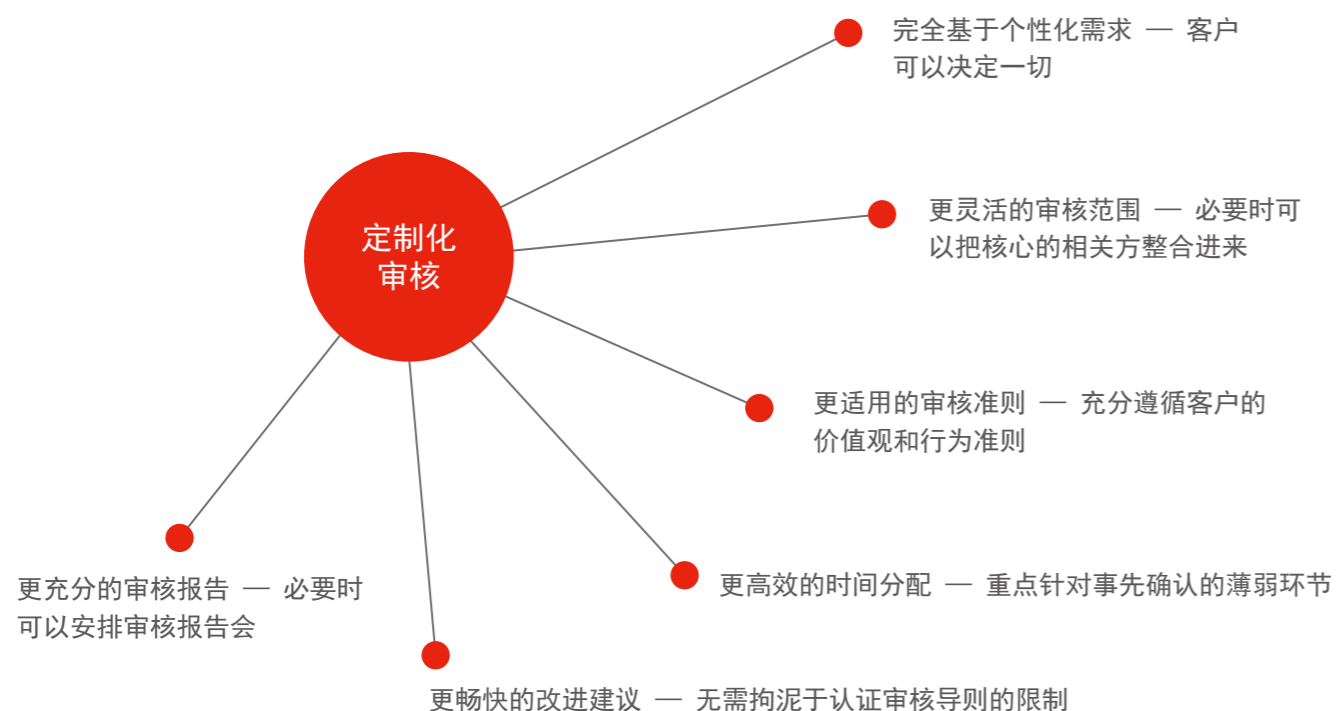 完全基于个性化需求 — 客户
可以决定一切
定制化
审核
更灵活的审核范围 — 必要时可
以把核心的相关方整合进来
更适用的审核准则 — 充分遵循客户的
价值观和行为准则
更高效的时间分配 — 重点针对事先确认的薄弱环节
更充分的审核报告 — 必要时
可以安排审核报告会
更畅快的改进建议 — 无需拘泥于认证审核导则的限制